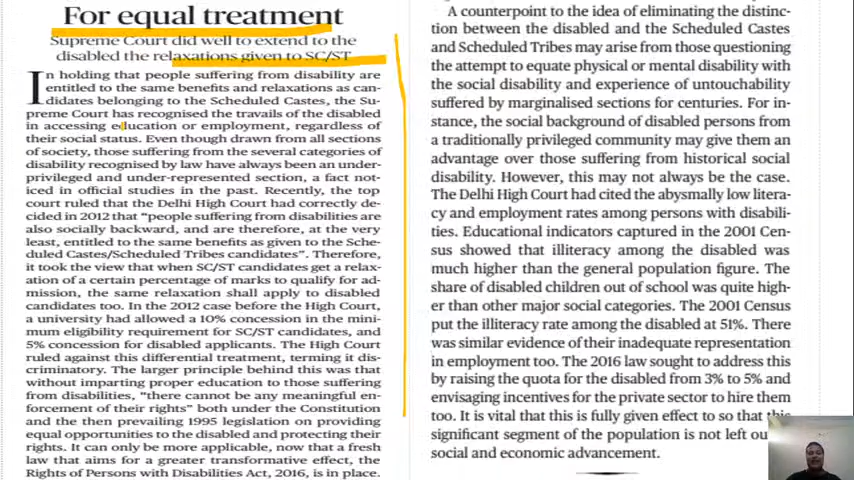 For equal treatment
Supreme Court did well to extend to the
disabled the relaxations given to SC/ST
In holding that people suffering from disability are
entitled to the same benefits and relaxations as can-
didates belonging to the Scheduled Castes, the Su-
preme Court has recognised the travails of the disabled
in accessing education or employment, regardless of
their social status. Even though drawn from all sections
of society, those suffering from the several categories of
disability recognised by law have always been an under-
privileged and under-represented section, a fact not-
iced in official studies in the past. Recently, the top
court ruled that the Delhi High Court had correctly de-
cided in 2012 that “people suffering from disabilities are
also socially backward, and are therefore, at the very
least, entitled to the same benefits as given to the Sche-
duled Castes/Scheduled Tribes candidates”. Therefore,
it took the view that when SC/ST candidates get a relax-
ation of a certain percentage of marks to qualify for ad-
mission, the same relaxation shall apply to disabled
candidates too. In the 2012 case before the High Court,
a university had allowed a 10% concession in the mini-
mum eligibility requirement for SC/ST candidates, and
5% concession for disabled applicants. The High Court
ruled against this differential treatment, terming it dis-
criminatory. The larger principle behind this was that
without imparting proper education to those suffering
from disabilities, “there cannot be any meaningful en-
forcement of their rights” both under the Constitution
and the then prevailing 1995 legislation on providing
equal opportunities to the disabled and protecting their
rights. It can only be more applicable, now that a fresh
law that aims for a greater transformative effect, the
Rights of Persons with Disabilities Act, 2016, is in place.
A counterpoint to the idea of eliminating the distinc-
tion between the disabled and the Scheduled Castes
and Scheduled Tribes may arise from those questioning
the attempt to equate physical or mental disability with
the social disability and experience of untouchability
suffered by marginalised sections for centuries. For in-
stance, the social background of disabled persons from
a traditionally privileged community may give them an
advantage over those suffering from historical social
disability. However, this may not always be the case.
The Delhi High Court had cited the abysmally low litera-
cy and employment rates among persons with disabili-
ties. Educational indicators captured in the 2001 Cen-
sus showed that illiteracy among the disabled was
much higher than the general population figure. The
share of disabled children out of school was quite high-
er than other major social categories. The 2001 Census
put the illiteracy rate among the disabled at 51%. There
was similar evidence of their inadequate representation
in employment too. The 2016 law sought to address this
by raising the quota for the disabled from 3% to 5% and
envisaging incentives for the private sector to hire them
too. It is vital that this is fully given effect to so that this
significant segment of the population is not left ou
social and economic advancement.